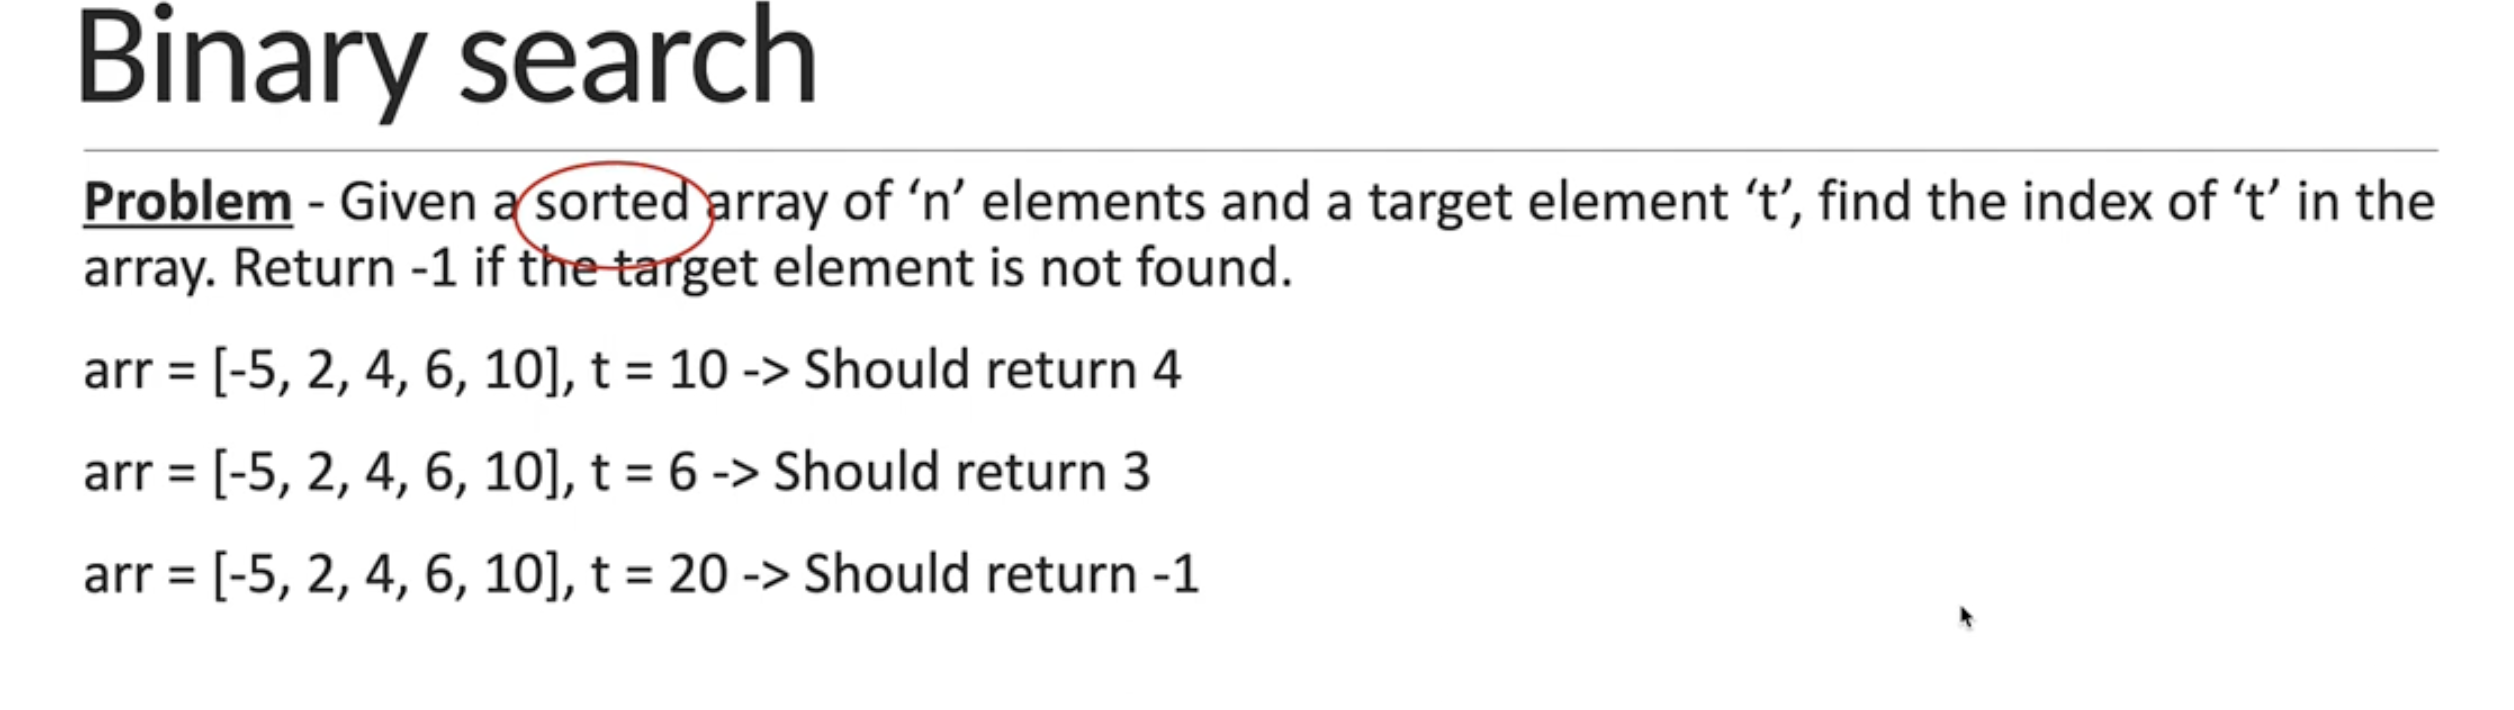 Binary search
Problem - Given a sorted array of ‘n’ elements and a target element ‘t’, find the index of ‘t’ in the
array. Return -1 if the target element is not found.
arr = [-5, 2, 4, 6, 10], t = 10 -> Should return 4
arr = [-5, 2, 4, 6, 10], t = 6 -> Should return 3
arr = [-5, 2, 4, 6, 10], t = 20 -> Should return -1